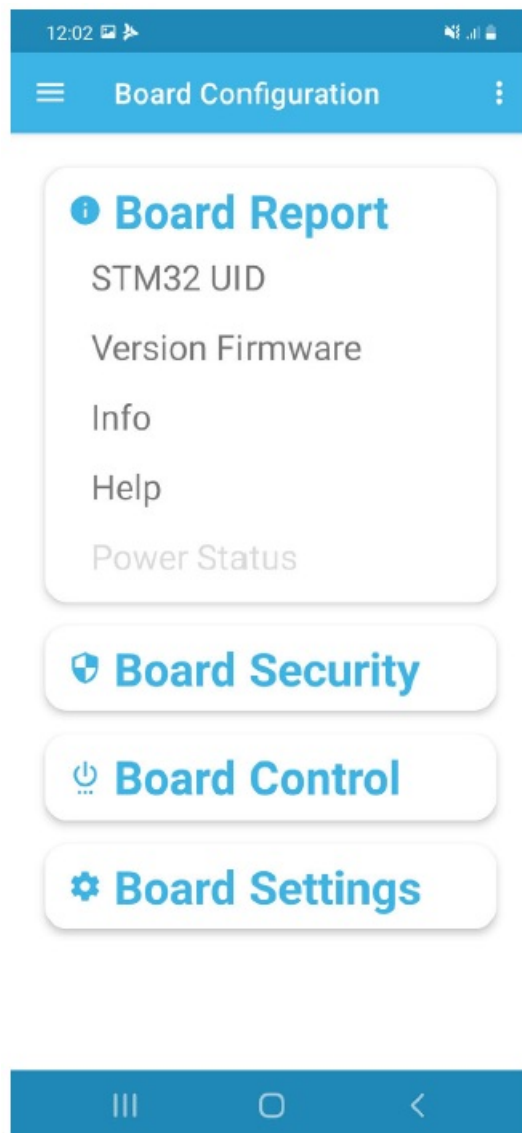 12:02
Board Configuration
Board Report
STM32 UID
Version Firmware
Info
Help
Power Status
Board Security
Board Control
Board Settings